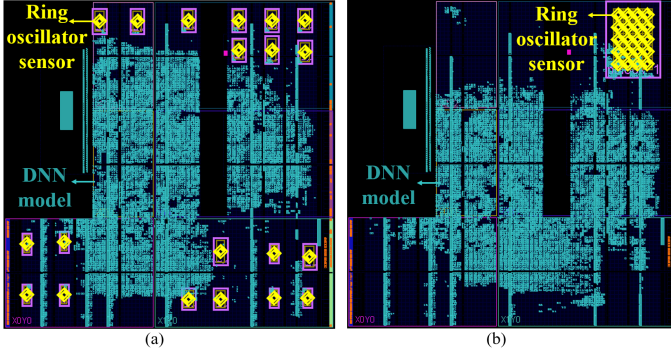 Ring
oscillator
sensor
DNN
model
X0Y0
X1Y0
(a)
Ring
oscillator
sensor
DNN
model
X0Y0
X1Y0
(b)